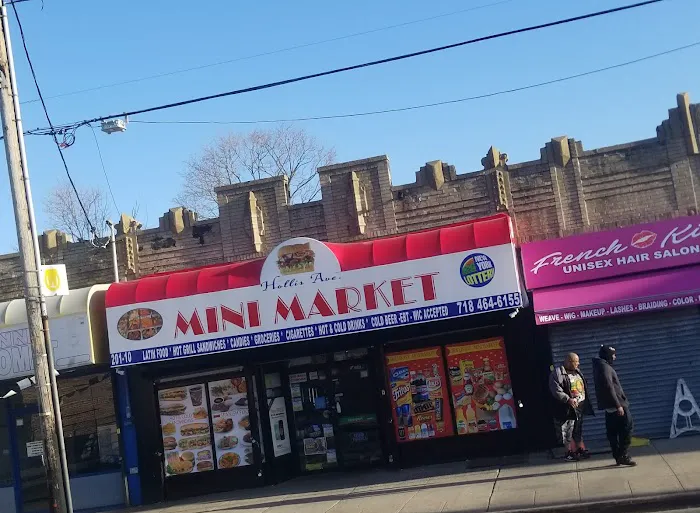 Hollis Ave.
MINI MARKET
NEW YORK
LOTTERY
718 464-6155
201-10
LATIN FOOD * HOT GRILL SANDWICHES * CANDIES * GROCERIES * CIGARETTES * HOT & COLD DRINKS * COLD BEER - EBT - WIC ACCEPTED
French Ki
UNISEX HAIR SALON
WEAVE - WIG - MAKEUP - LASHES - BRAIDING - COLOR -